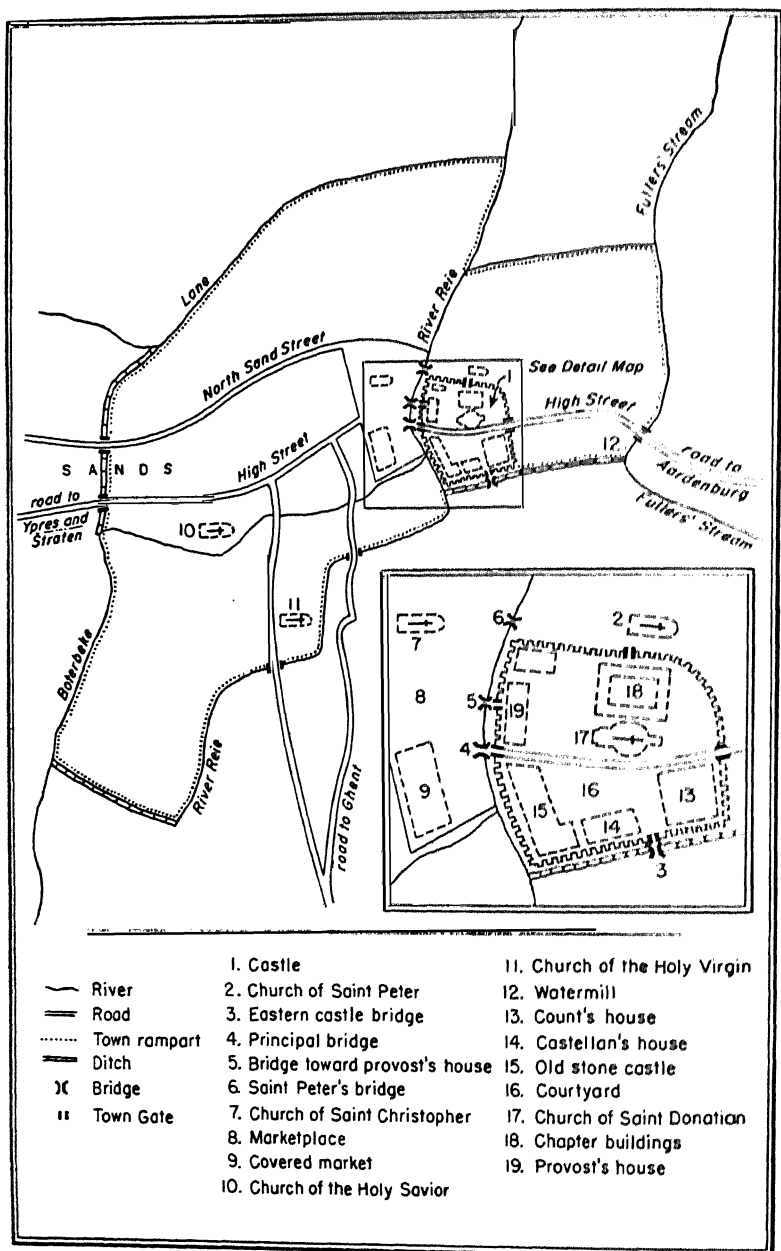 Fullers' Stream
Lane
River Reie
North Sand Street
See Detail Map
1
High Street
High Street
12
SANDS
road to
Aardenburg
road to
Ypres and
Straten
10
Fullers' Stream
11
Boterbeke
River Reie
road to Ghent
6
2
7
8
5
19
18
17
4
9
16
15
14
13
3
River
Road
Town rampart
Ditch
Bridge
Town Gate
1. Castle
2. Church of Saint Peter
3. Eastern castle bridge
4. Principal bridge
5. Bridge toward provost's house
6. Saint Peter's bridge
7. Church of Saint Christopher
8. Marketplace
9. Covered market
10. Church of the Holy Savior
11. Church of the Holy Virgin
12. Watermill
13. Count's house
14. Castellan's house
15. Old stone castle
16. Courtyard
17. Church of Saint Donatian
18. Chapter buildings
19. Provost's house